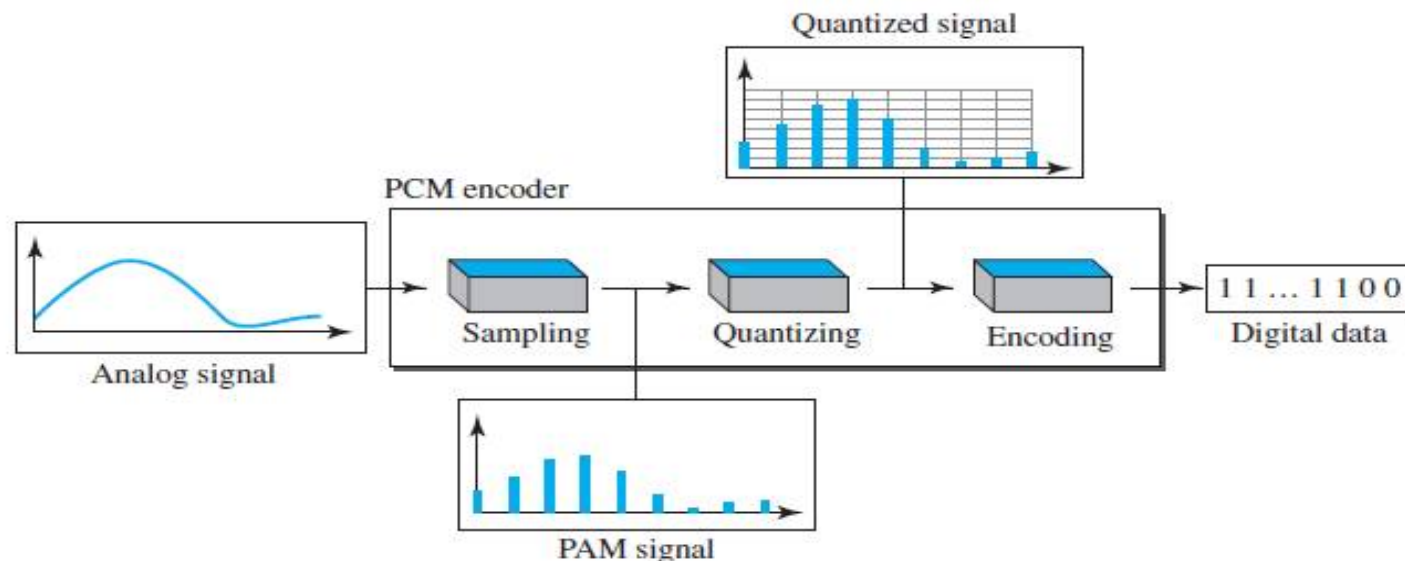 Quantized signal
PCM encoder
Sampling
Quantizing
Encoding
1 1 ... 1 1 0 0
Digital data
Analog signal
PAM signal